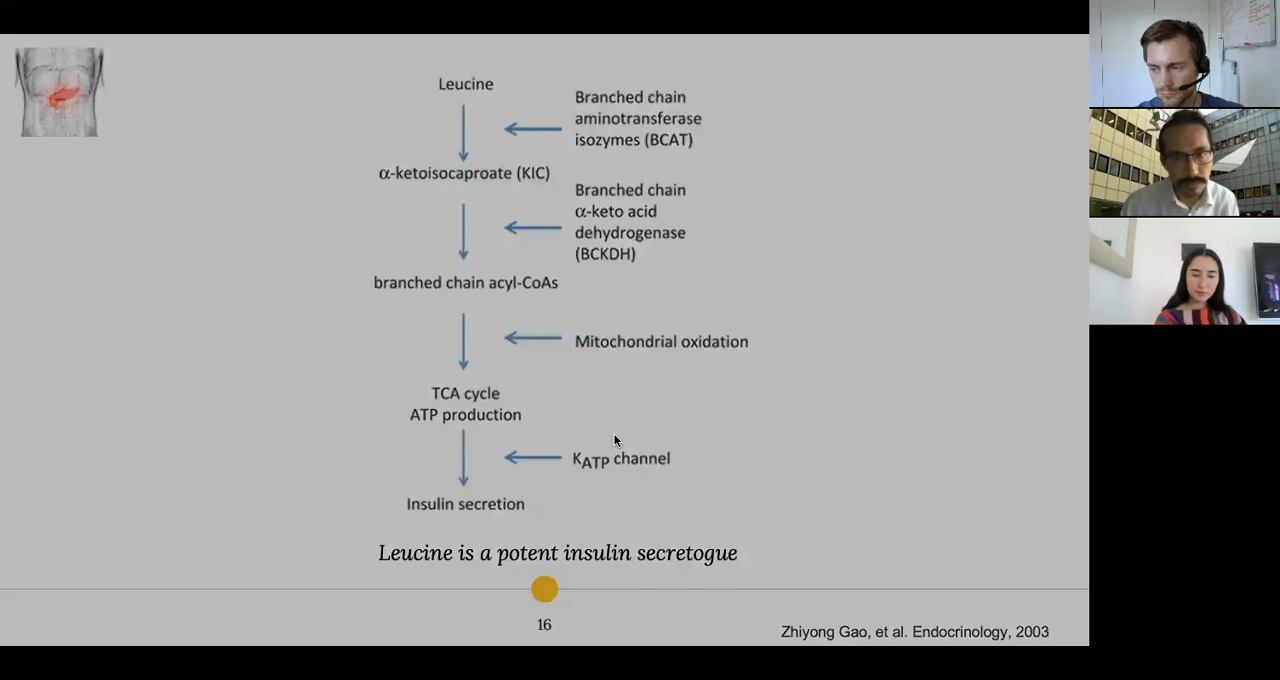 Leucine
Branched chain
aminotransferase
isozymes (BCAT)
α-ketoisocaproate (KIC)
Branched chain
α-keto acid
dehydrogenase
(BCKDH)
branched chain acyl-CoAs
Mitochondrial oxidation
TCA cycle
ATP production
KATP channel
Insulin secretion
Leucine is a potent insulin secretogue
16
Zhiyong Gao, et al. Endocrinology, 2003